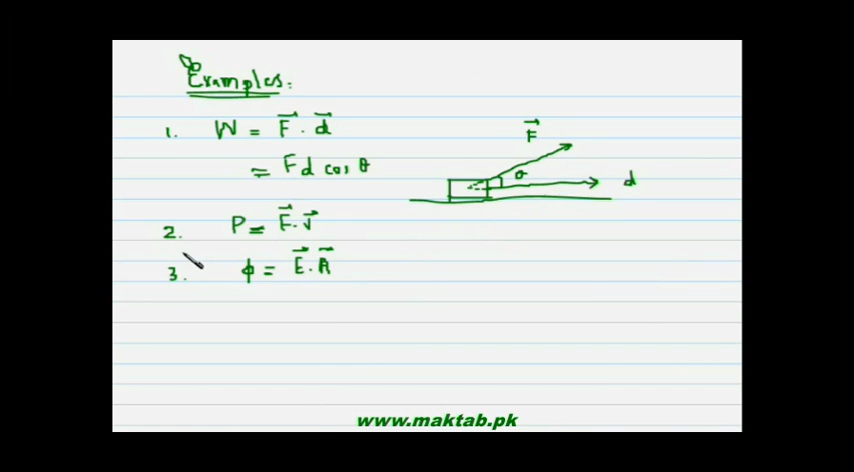 Examples:
1. W = F⃗ . d⃗
= Fd cos θ
F⃗
θ
d
2. P = F⃗ . V⃗
3. ϕ = E⃗ . A⃗
www.maktab.pk